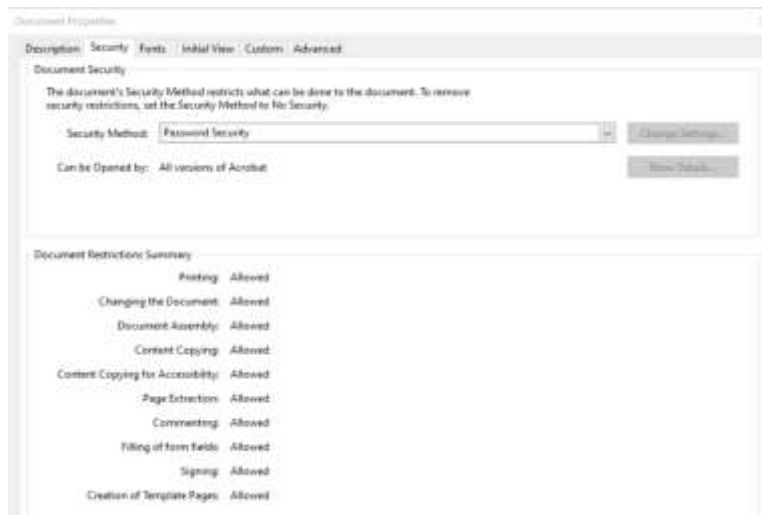 Document Properties
Description Security Fonts Initial View Custom Advanced
Document Security
The document's Security Method restricts what can be done to the document. To remove
security restrictions, set the Security Method to No Security.
Security Method: Password Security
Change Settings...
Can be Opened by: All versions of Acrobat
Show Details...
Document Restrictions Summary
Printing: Allowed
Changing the Document: Allowed
Document Assembly: Allowed
Content Copying: Allowed
Content Copying for Accessibility: Allowed
Page Extraction: Allowed
Commenting: Allowed
Filling of form fields: Allowed
Signing: Allowed
Creation of Template Pages: Allowed